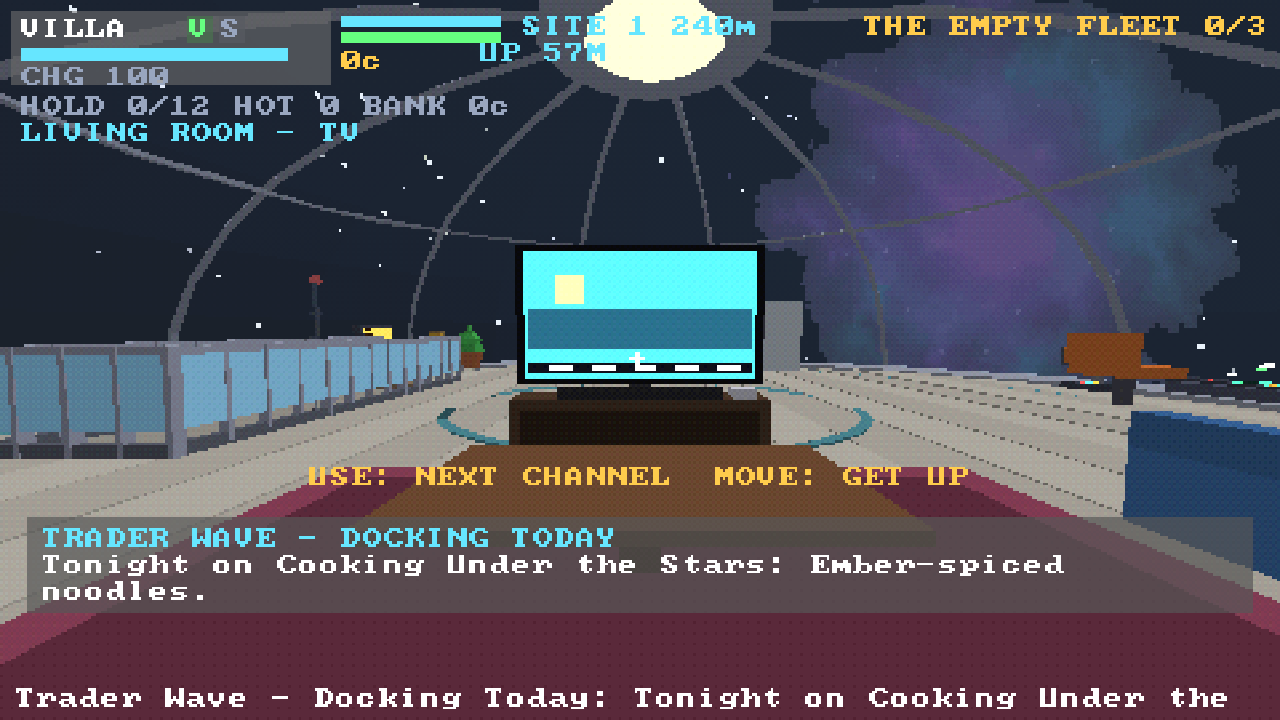 VILLA V S
CHG 100
0c
SITE 1 240m
UP 57M
THE EMPTY FLEET 0/3
HOLD 0/12 HOT 0 BANK 0c
LIVING ROOM - TV
USE: NEXT CHANNEL MOVE: GET UP
TRADER WAVE - DOCKING TODAY
Tonight on Cooking Under the Stars: Ember-spiced
noodles.
Trader Wave - Docking Today: Tonight on Cooking Under the